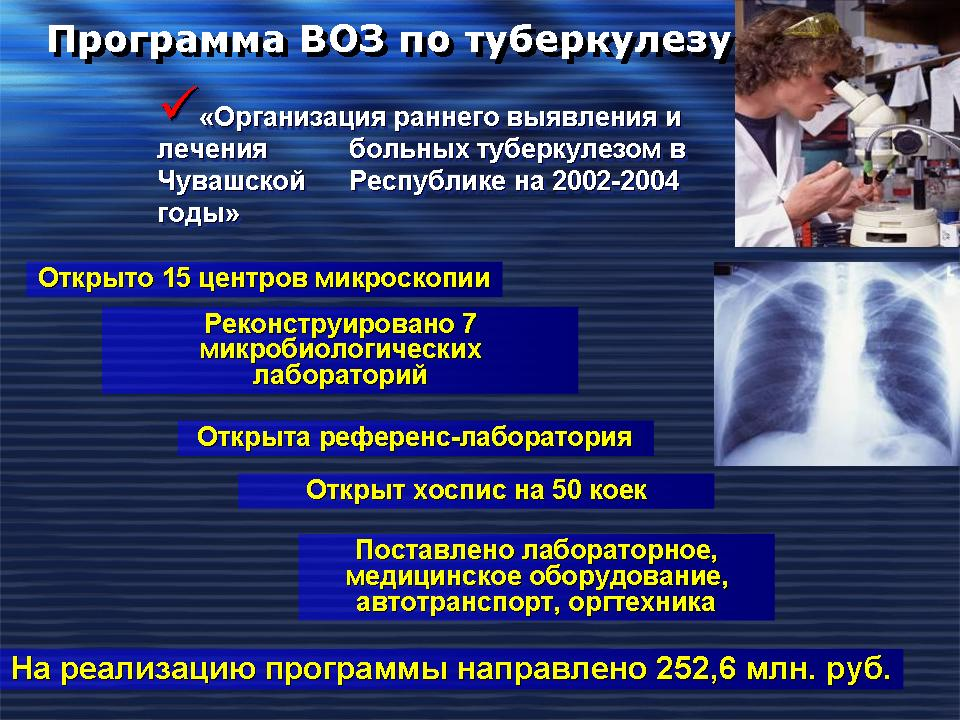 Программа ВОЗ по туберкулезу
✓«Организация раннего выявления и
лечения больных туберкулезом в
Чувашской Республике на 2002-2004
годы»
Открыто 15 центров микроскопии
Реконструировано 7
микробиологических
лабораторий
Открыта референс-лаборатория
Открыт хоспис на 50 коек
Поставлено лабораторное,
медицинское оборудование,
автотранспорт, оргтехника
На реализацию программы направлено 252,6 млн. руб.